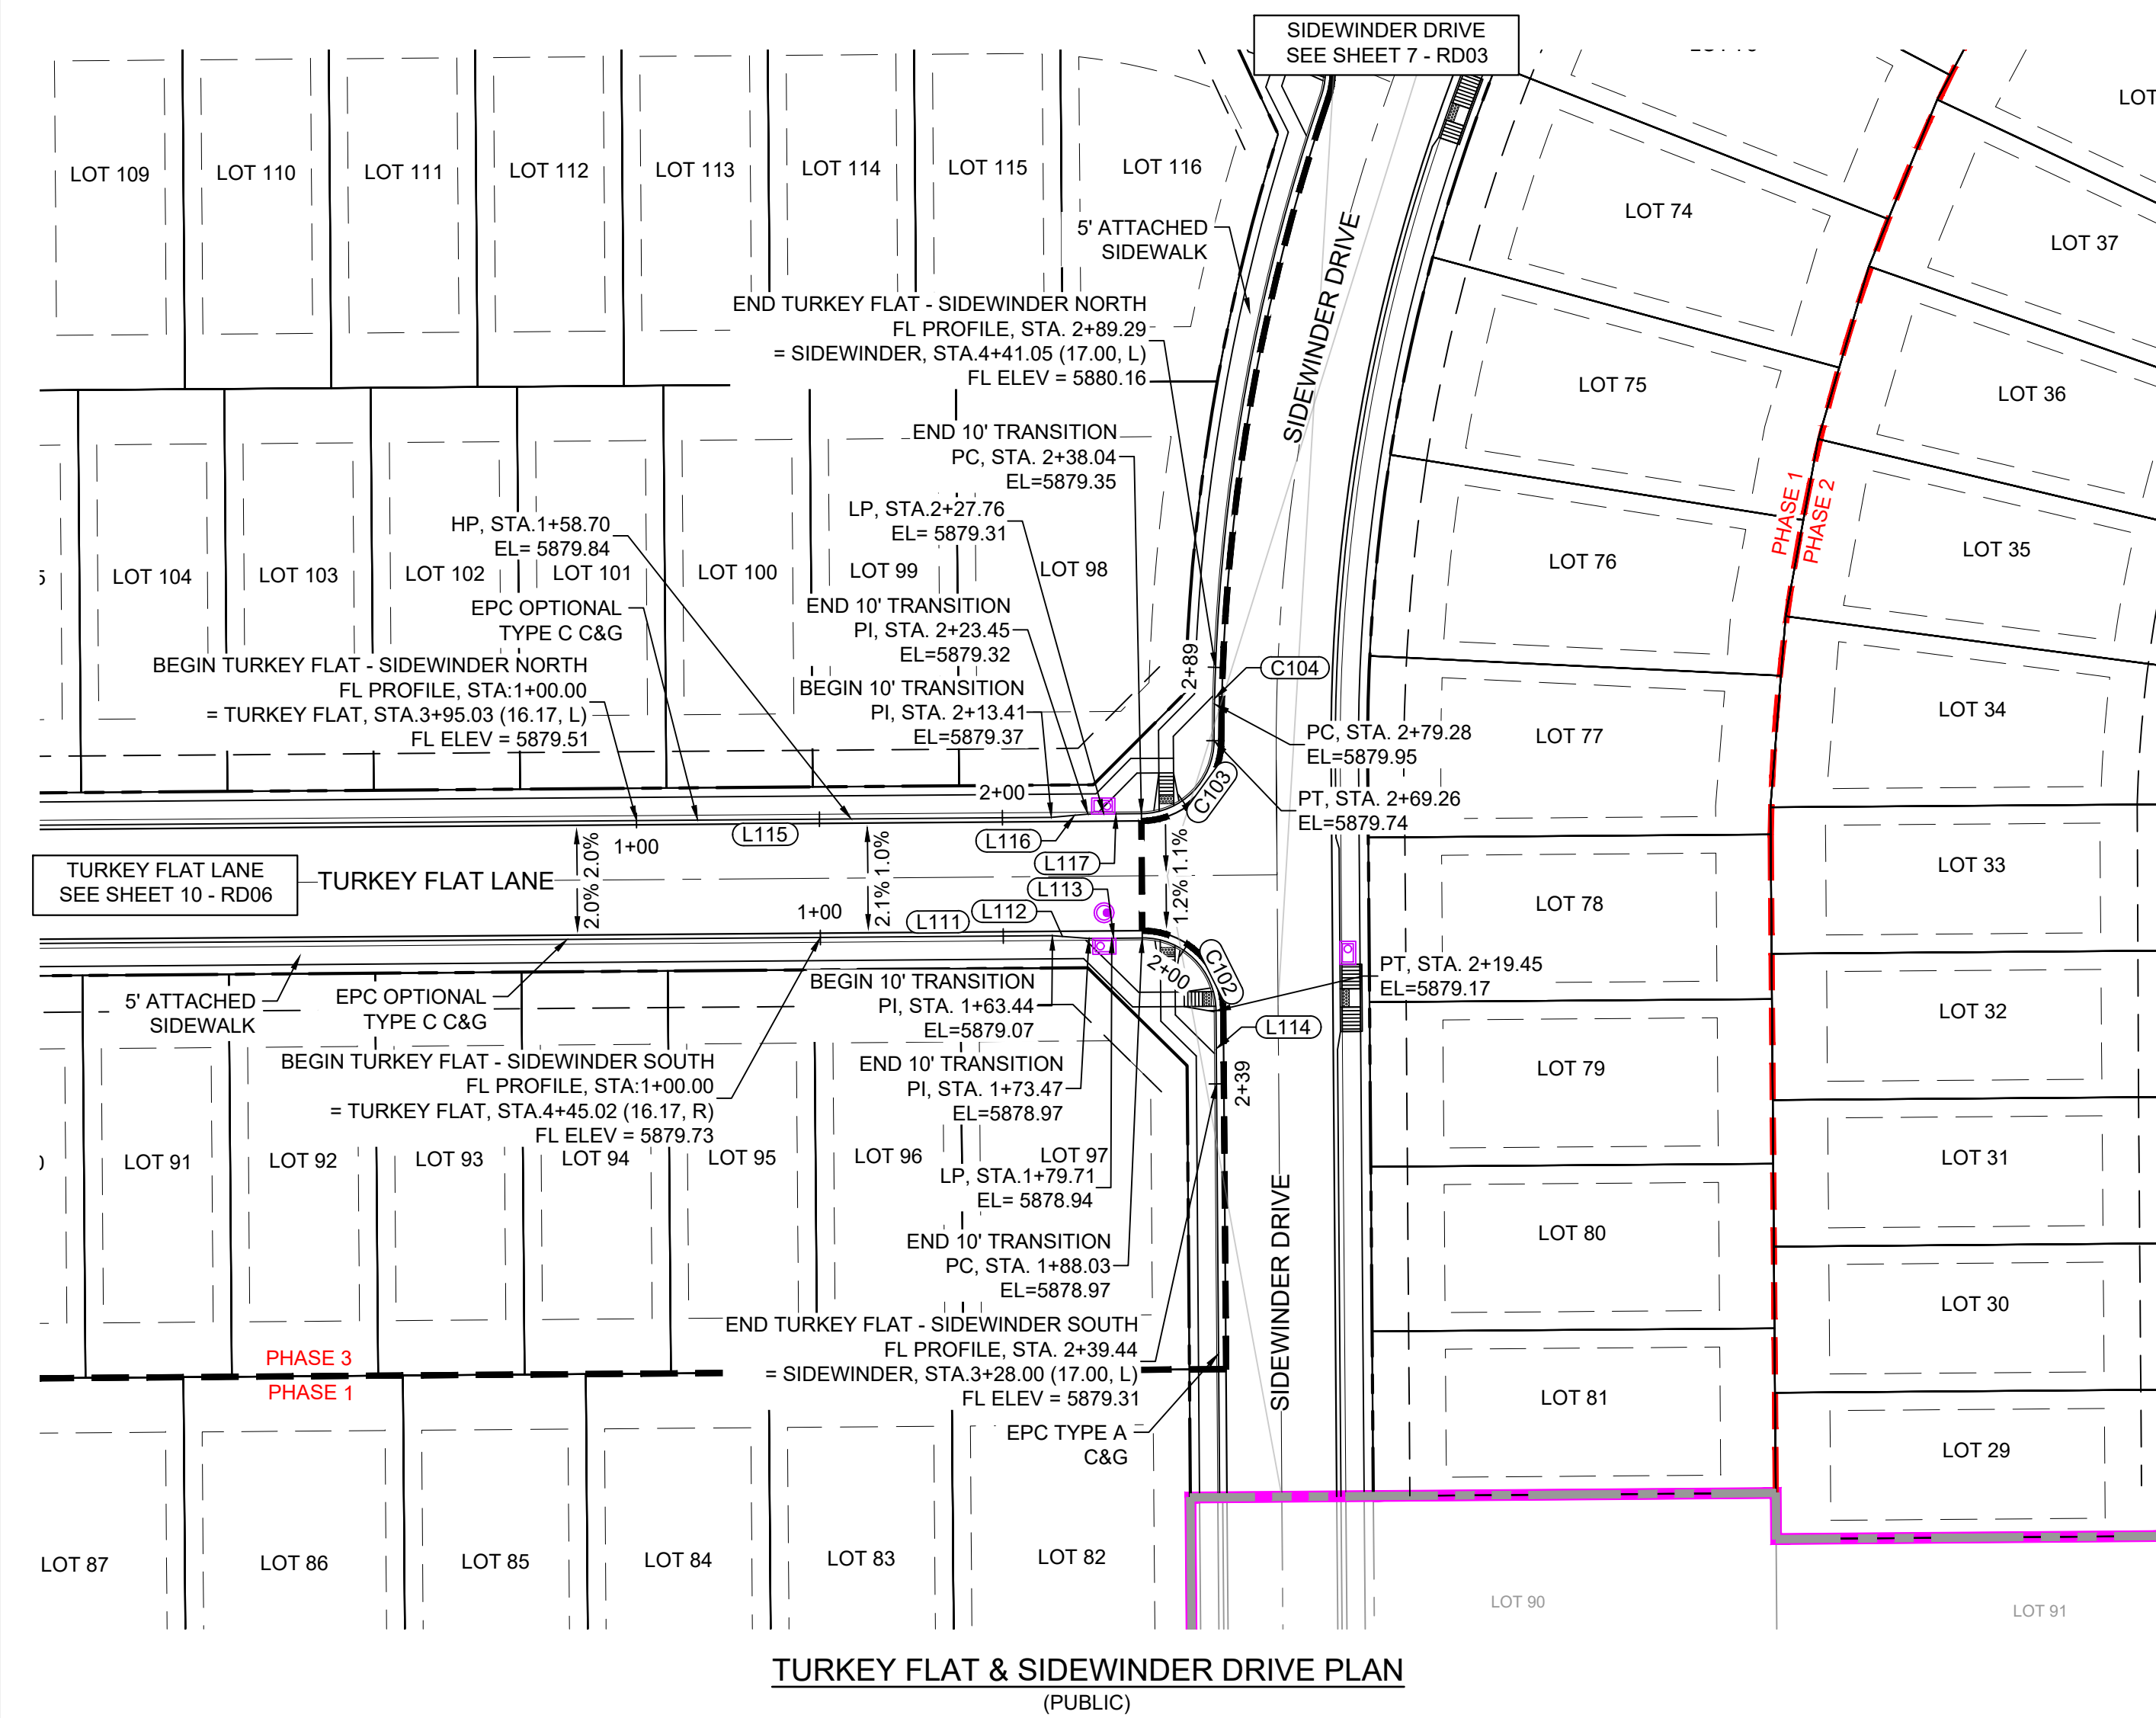 SIDEWINDER DRIVE
SEE SHEET 7 - RD03
LOT 109
LOT 110
LOT 111
LOT 112
LOT 113
LOT 114
LOT 115
LOT 116
LOT 74
LOT 37
LOT
5' ATTACHED
SIDEWALK
SIDEWINDER DRIVE
END TURKEY FLAT - SIDEWINDER NORTH
FL PROFILE, STA. 2+89.29
= SIDEWINDER, STA.4+41.05 (17.00, L)
FL ELEV = 5880.16
LOT 75
LOT 36
END 10' TRANSITION
PC, STA. 2+38.04
EL=5879.35
PHASE 1
PHASE 2
HP, STA.1+58.70
EL= 5879.84
LP, STA.2+27.76
EL= 5879.31
LOT 76
LOT 35
5
LOT 104
LOT 103
LOT 102
LOT 101
LOT 100
LOT 99
LOT 98
EPC OPTIONAL
TYPE C C&G
END 10' TRANSITION
PI, STA. 2+23.45
EL=5879.32
BEGIN TURKEY FLAT - SIDEWINDER NORTH
FL PROFILE, STA:1+00.00
= TURKEY FLAT, STA.3+95.03 (16.17, L)
FL ELEV = 5879.51
BEGIN 10' TRANSITION
PI, STA. 2+13.41
EL=5879.37
2+89
C104
PC, STA. 2+79.28
EL=5879.95
LOT 77
LOT 34
2+00
C103
PT, STA. 2+69.26
EL=5879.74
1+00
L115
L116
L117
TURKEY FLAT LANE
SEE SHEET 10 - RD06
TURKEY FLAT LANE
2.0% 2.0%
2.1% 1.0%
1.2% 1.1%
L113
L112
L111
1+00
LOT 78
LOT 33
2+00
C102
PT, STA. 2+19.45
EL=5879.17
5' ATTACHED
SIDEWALK
EPC OPTIONAL
TYPE C C&G
BEGIN 10' TRANSITION
PI, STA. 1+63.44
EL=5879.07
L114
LOT 32
BEGIN TURKEY FLAT - SIDEWINDER SOUTH
FL PROFILE, STA:1+00.00
= TURKEY FLAT, STA.4+45.02 (16.17, R)
FL ELEV = 5879.73
END 10' TRANSITION
PI, STA. 1+73.47
EL=5878.97
2+39
LOT 79
LOT 91
LOT 92
LOT 93
LOT 94
LOT 95
LOT 96
LOT 97
LOT 31
LP, STA.1+79.71
EL= 5878.94
SIDEWINDER DRIVE
LOT 80
END 10' TRANSITION
PC, STA. 1+88.03
EL=5878.97
LOT 30
END TURKEY FLAT - SIDEWINDER SOUTH
FL PROFILE, STA. 2+39.44
= SIDEWINDER, STA.3+28.00 (17.00, L)
FL ELEV = 5879.31
PHASE 3
PHASE 1
LOT 81
EPC TYPE A
C&G
LOT 29
LOT 87
LOT 86
LOT 85
LOT 84
LOT 83
LOT 82
LOT 90
LOT 91
TURKEY FLAT & SIDEWINDER DRIVE PLAN
(PUBLIC)